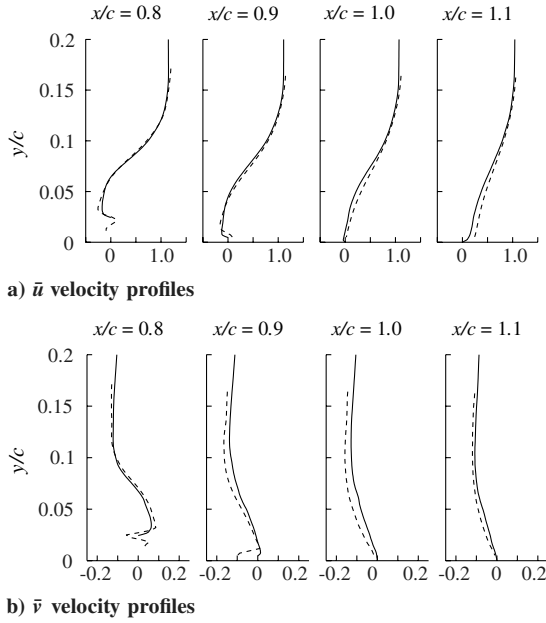 x/c = 0.8 x/c = 0.9 x/c = 1.0 x/c = 1.1
0.2
0.15
0.1
0.05
0
y/c
0 1.0 0 1.0 0 1.0 0 1.0
a) ū velocity profiles
x/c = 0.8 x/c = 0.9 x/c = 1.0 x/c = 1.1
0.2
0.15
0.1
0.05
0
y/c
-0.2 0 0.2 -0.2 0 0.2 -0.2 0 0.2 -0.2 0 0.2
b) v̄ velocity profiles